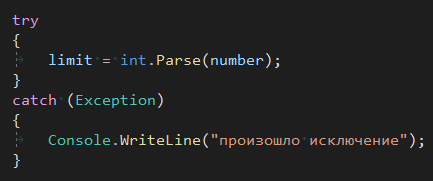 try
{
limit = int.Parse(number);
}
catch (Exception)
{
Console.WriteLine("произошло исключение");
}